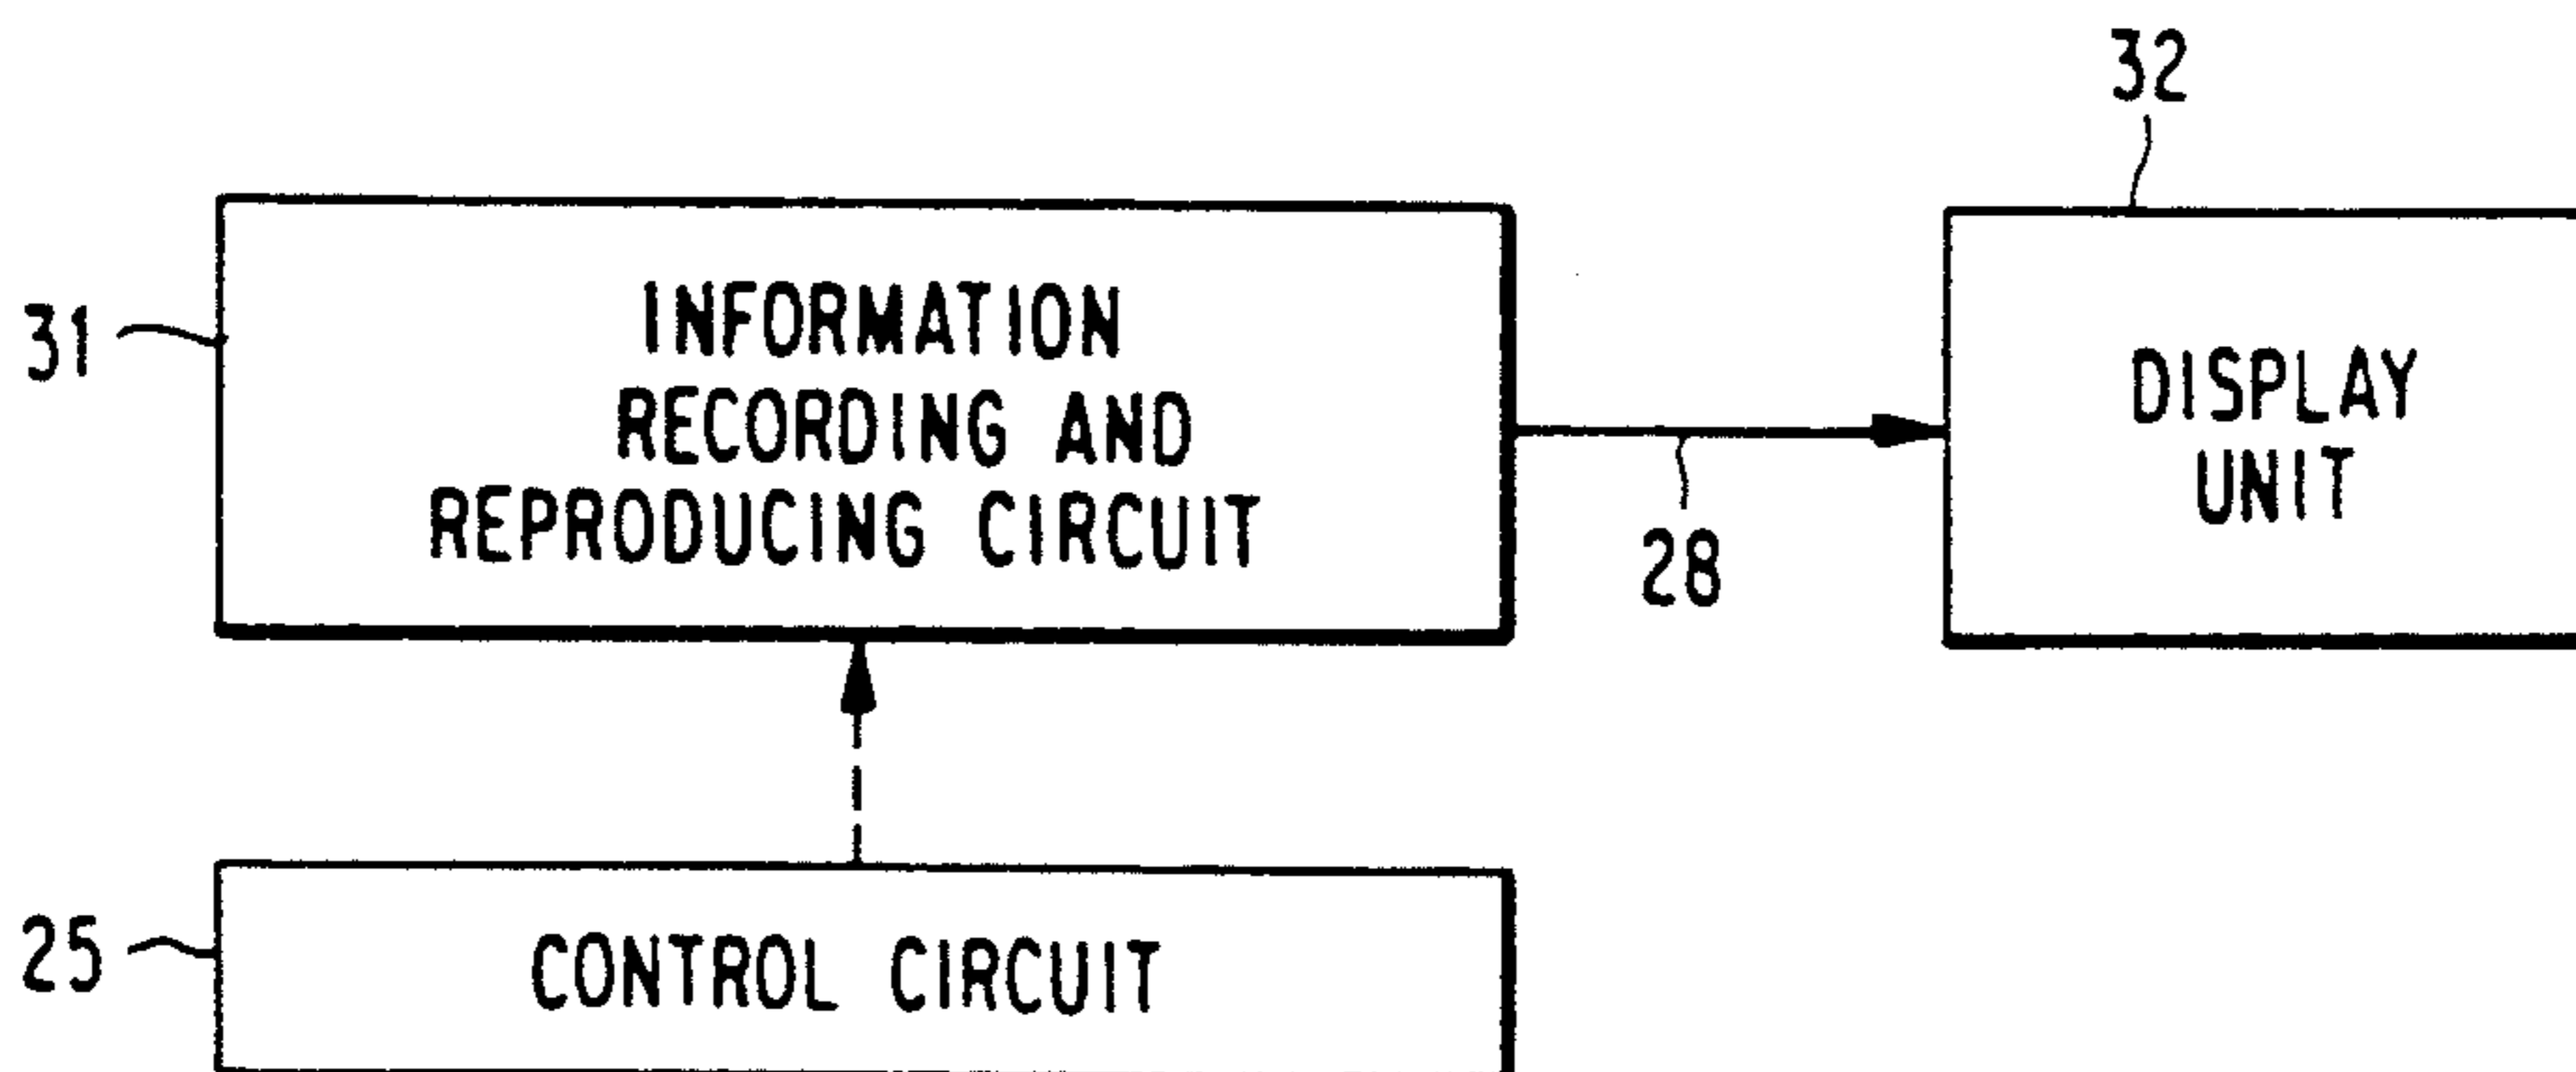 32
31
INFORMATION
RECORDING AND
REPRODUCING CIRCUIT
DISPLAY
UNIT
28
25
CONTROL CIRCUIT